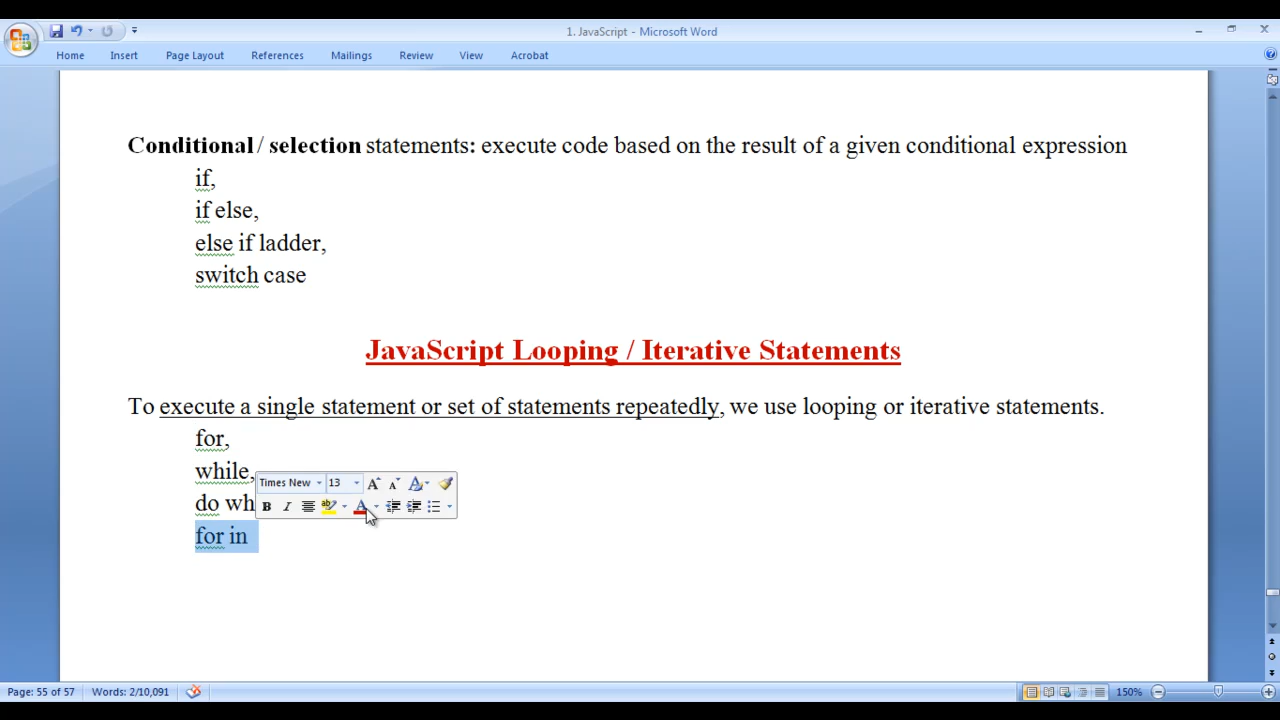 1. JavaScript - Microsoft Word
Home Insert Page Layout References Mailings Review View Acrobat
Conditional / selection statements: execute code based on the result of a given conditional expression
if,
if else,
else if ladder,
switch case
JavaScript Looping / Iterative Statements
To execute a single statement or set of statements repeatedly, we use looping or iterative statements.
for,
while,
Times New 13
do wh
for in
Page: 55 of 57 Words: 2/10,091 150%